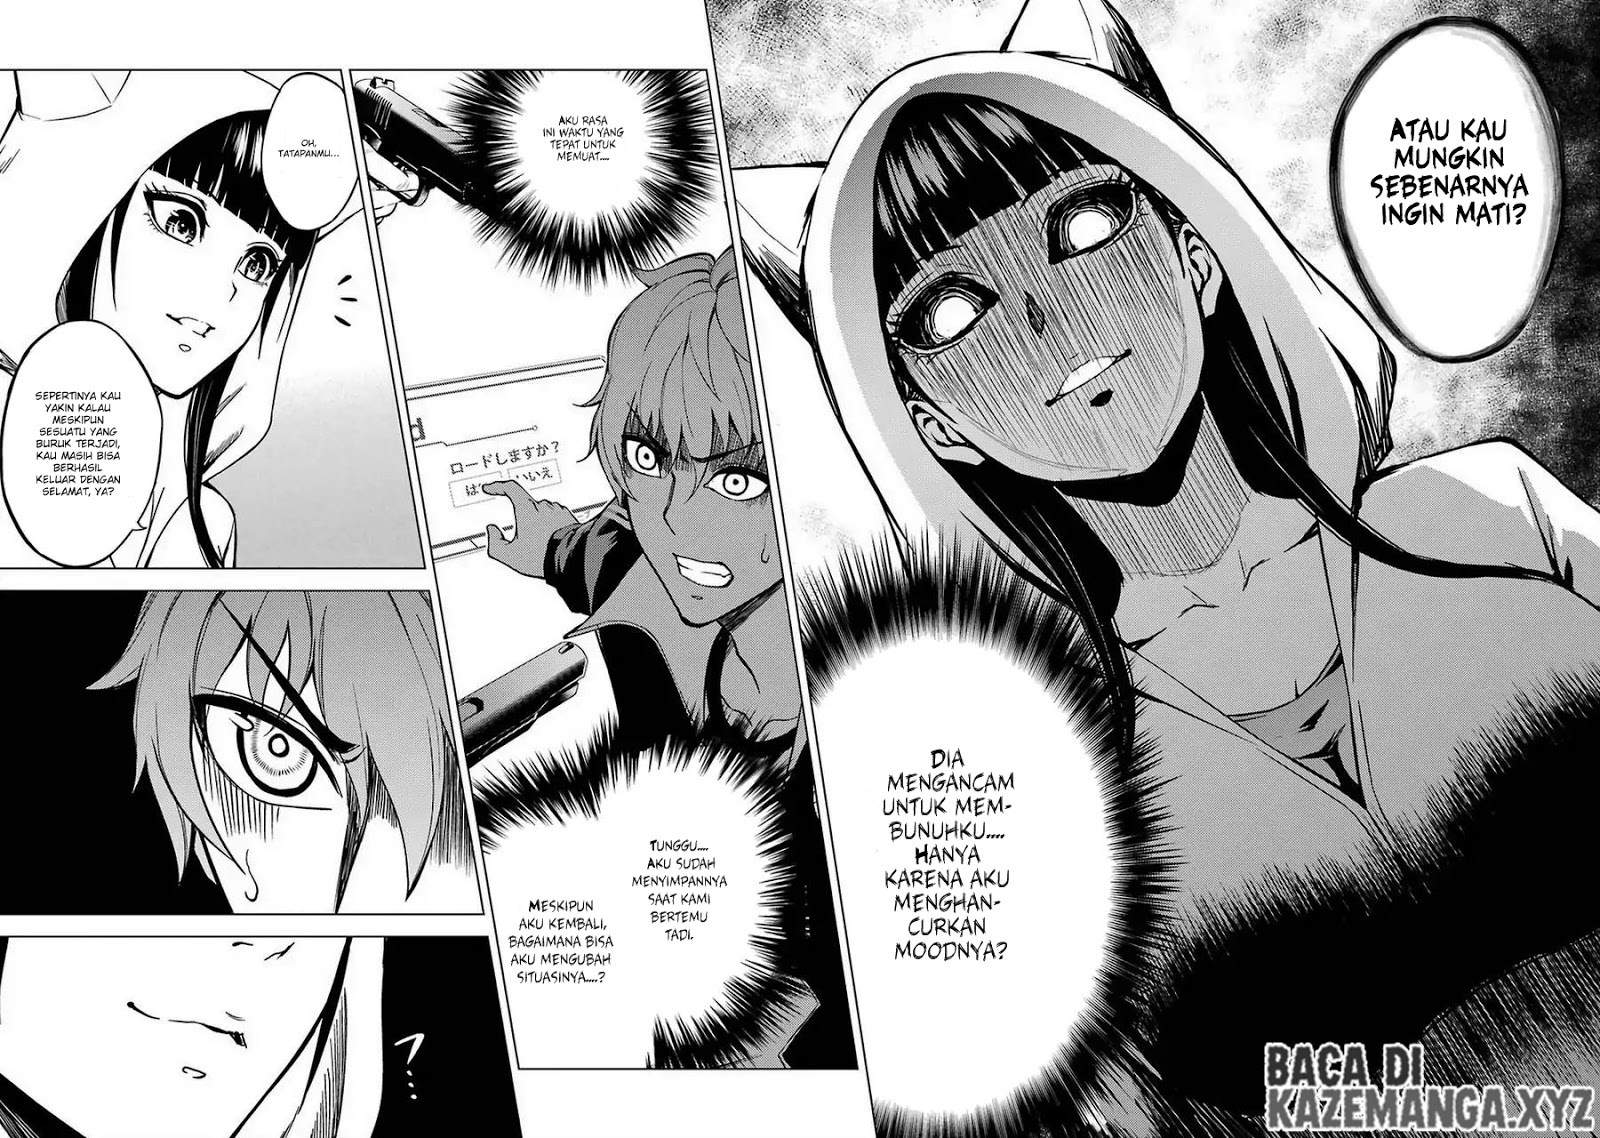 ATAU KAU
MUNGKIN
SEBENARNYA
INGIN MATI?
DIA
MENGANCAM
UNTUK MEM-
BUNUHKU....
HANYA
KARENA AKU
MENGHAN-
CURKAN
MOODNYA?
AKU RASA
INI WAKTU YANG
TEPAT UNTUK
MEMUAT....
ロードしますか?
いいえ
TUNGGU....
AKU SUDAH
MENYIMPANNYA
SAAT KAMI
BERTEMU
TADI.
MESKIPUN
AKU KEMBALI,
BAGAIMANA BISA
AKU MENGUBAH
SITUASINYA....?
OH,
TATAPANMU...
SEPERTINYA KAU
YAKIN KALAU
MESKIPUN
SESUATU YANG
BURUK TERJADI,
KAU MASIH BISA
BERHASIL
KELUAR DENGAN
SELAMAT, YA?
BACA DI
KAZEMANGA.XYZ